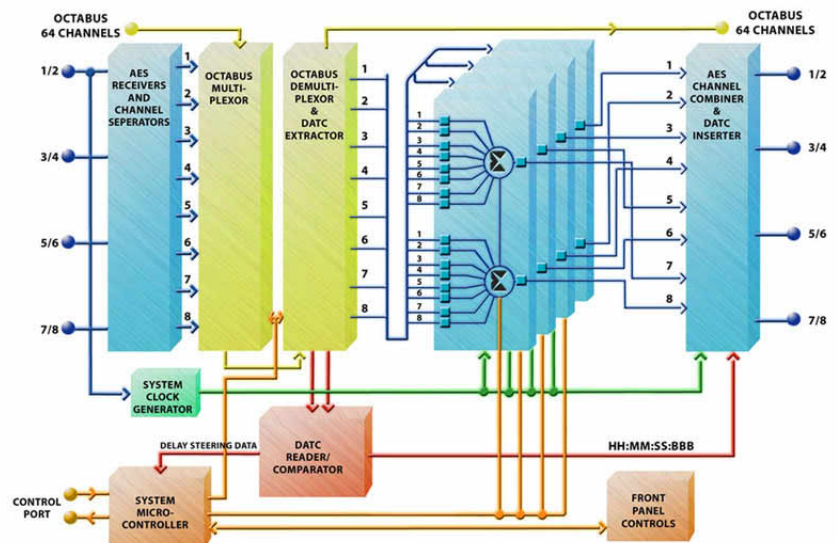 OCTABUS
64 CHANNELS
OCTABUS
64 CHANNELS
1/2
3/4
5/6
7/8
AES
RECEIVERS
AND
CHANNEL
SEPERATORS
1
2
3
4
5
6
7
8
OCTABUS
MULTI-
PLEXOR
OCTABUS
DEMULTI-
PLEXOR
&
DATC
EXTRACTOR
1
2
3
4
5
6
7
8
1
2
3
4
5
6
7
8
1
2
3
4
5
6
7
8
1
2
3
4
5
6
7
8
AES
CHANNEL
COMBINER
& DATC
INSERTER
1/2
3/4
5/6
7/8
SYSTEM
CLOCK
GENERATOR
DELAY STEERING DATA
DATC
READER/
COMPARATOR
HH:MM:SS:BBB
CONTROL
PORT
SYSTEM
MICRO-
CONTROLLER
FRONT
PANEL
CONTROLS